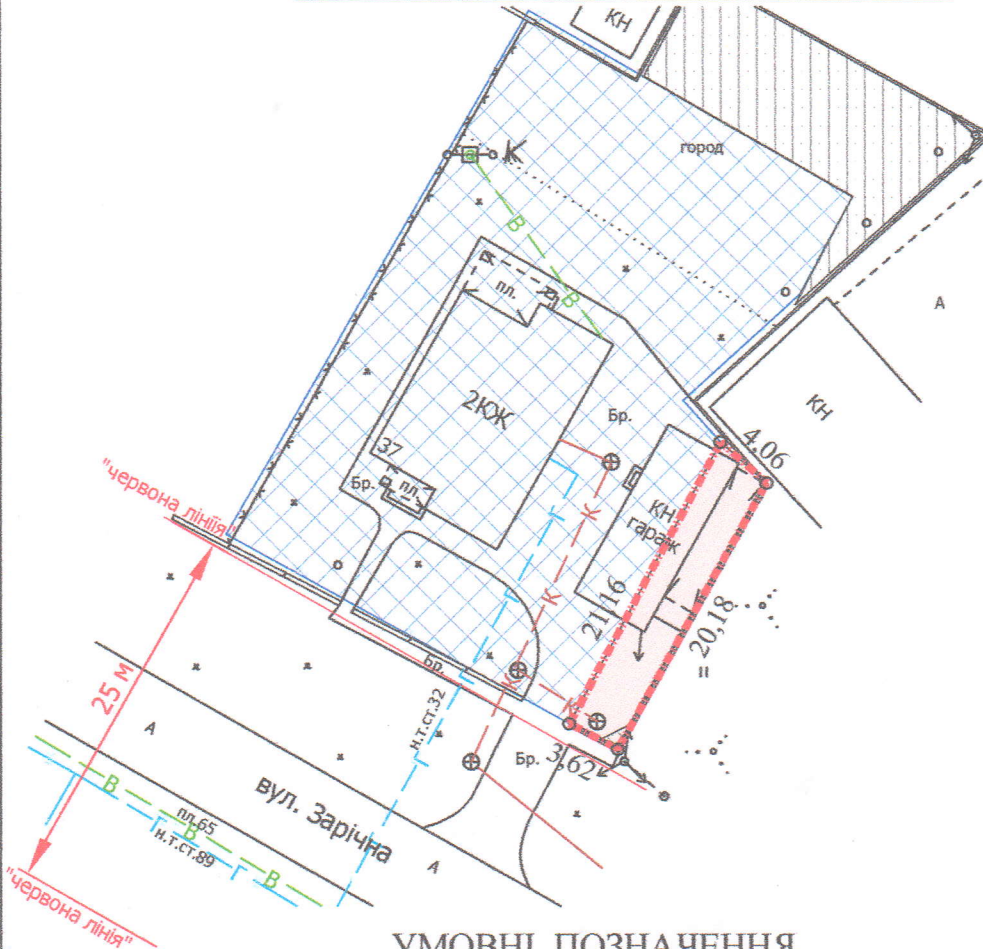 КН
город
К
В
В
пл.
А
2КЖ
Бр.
КН
4,06
37
пл.
Бр.
"червона лініїя"
К
Г
КН
гараж
21,16
20,18
К
Г
25 м
Бр.
К
К
н.т.ст.32
Г
Бр.
3,62
А
В
пл.65
В
вул. Зарічна
Г
н.т.ст.89
Г
В
А
"червона лінія"
УМОВНІ ПОЗНАЧЕННЯ